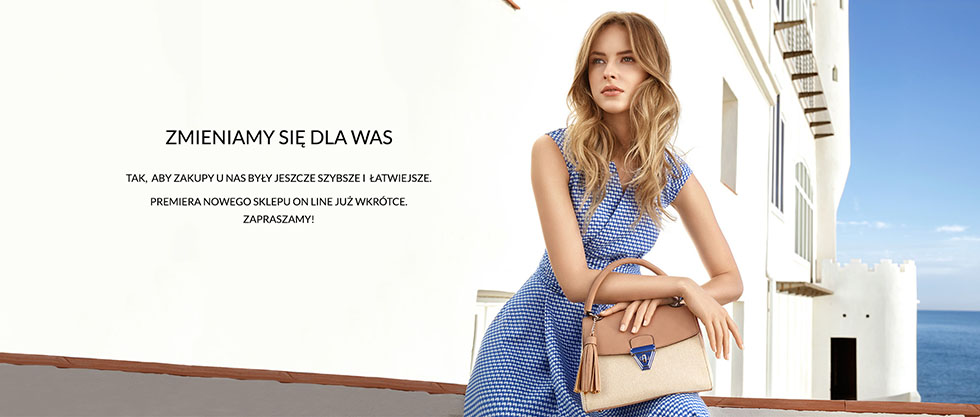 ZMIENIAMY SIĘ DLA WAS
TAK, ABY ZAKUPY U NAS BYŁY JESZCZE SZYBSZE I ŁATWIEJSZE.
PREMIERA NOWEGO SKLEPU ON LINE JUŻ WKRÓTCE.
ZAPRASZAMY!